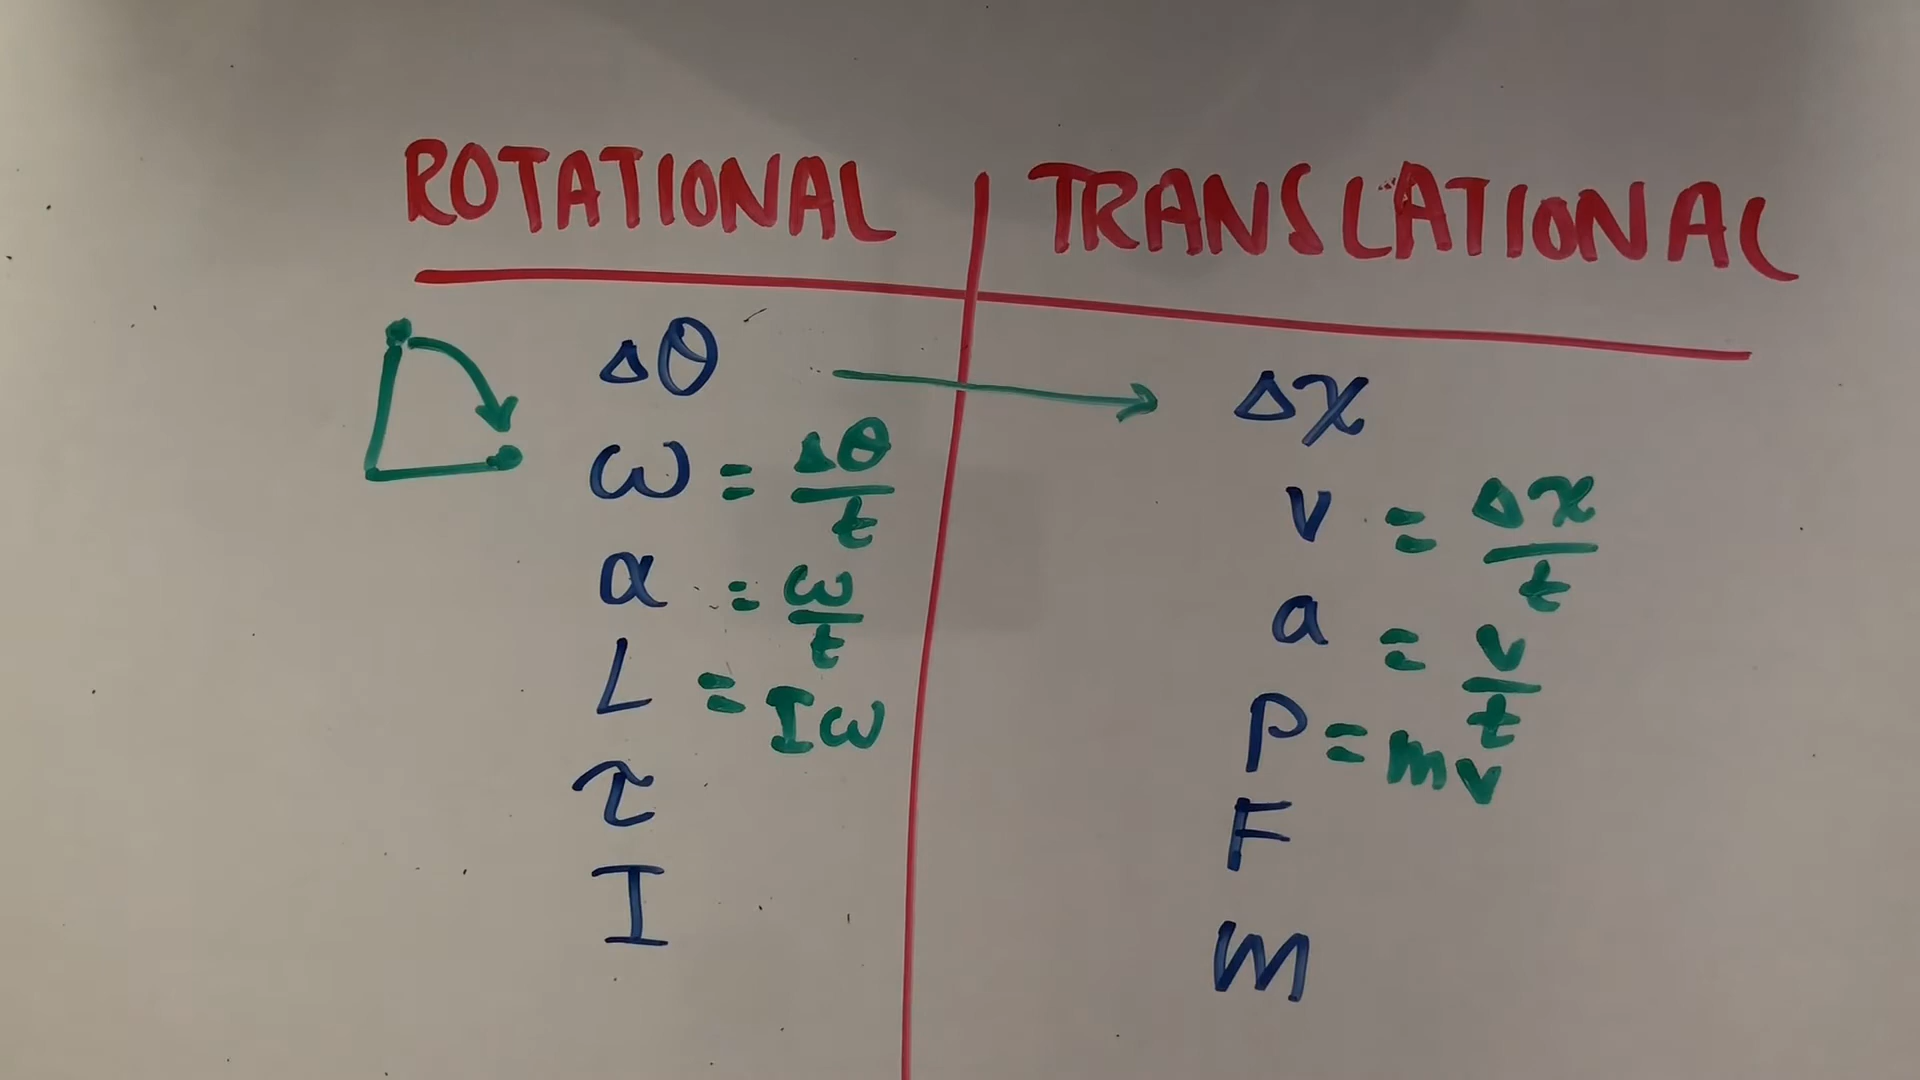 ROTATIONAL TRANSLATIONAL
Δθ → Δx
ω = Δθ/t v = Δx/t
α = ω/t a = v/t
L = Iω P = mv
τ F
I m